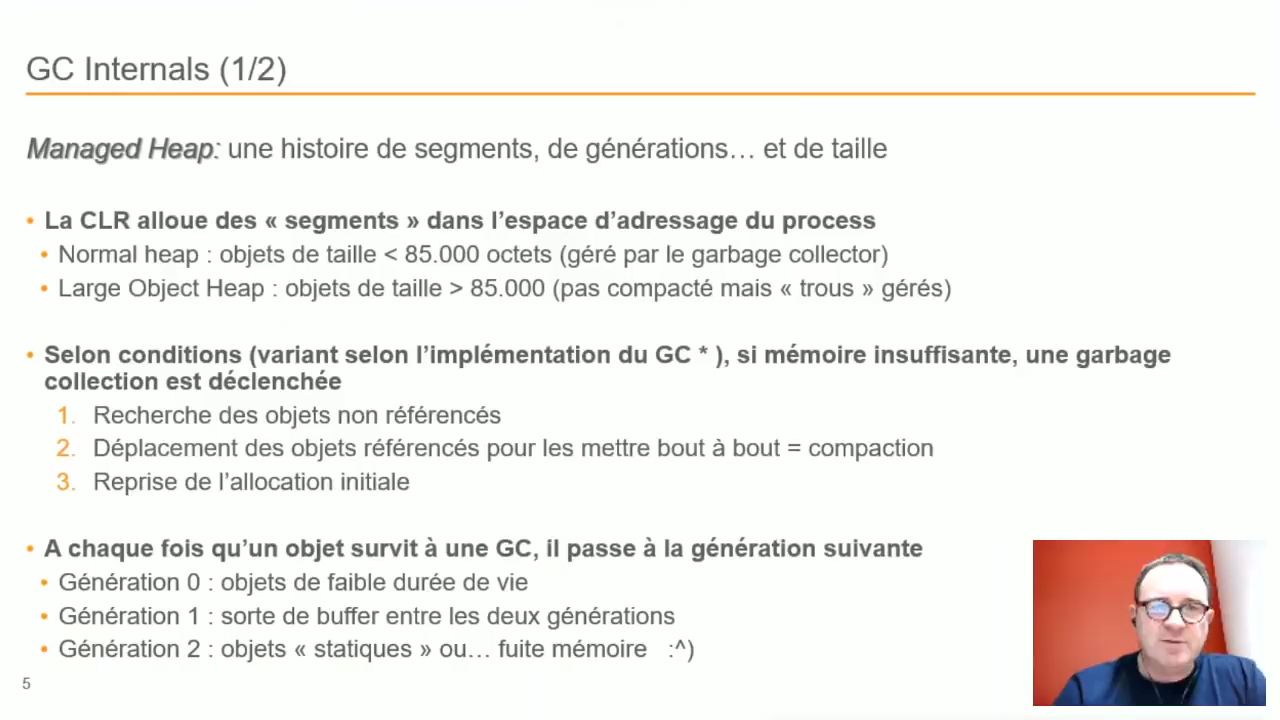 GC Internals (1/2)
Managed Heap: une histoire de segments, de générations… et de taille
• La CLR alloue des « segments » dans l’espace d’adressage du process
• Normal heap : objets de taille < 85.000 octets (géré par le garbage collector)
• Large Object Heap : objets de taille > 85.000 (pas compacté mais « trous » gérés)
• Selon conditions (variant selon l’implémentation du GC * ), si mémoire insuffisante, une garbage
collection est déclenchée
1. Recherche des objets non référencés
2. Déplacement des objets référencés pour les mettre bout à bout = compaction
3. Reprise de l’allocation initiale
• A chaque fois qu’un objet survit à une GC, il passe à la génération suivante
• Génération 0 : objets de faible durée de vie
• Génération 1 : sorte de buffer entre les deux générations
• Génération 2 : objets « statiques » ou… fuite mémoire :^)
5